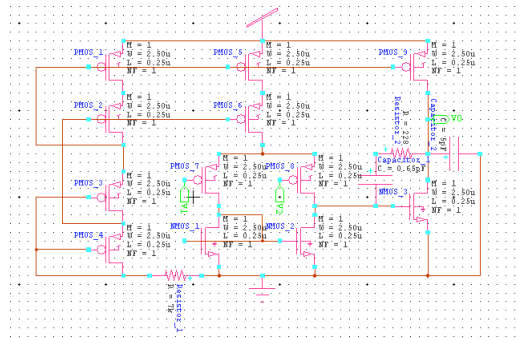 PMOS_1
M = 1
W = 2.50u
L = 0.25u
NF = 1
PMOS_5
M = 1
W = 2.50u
L = 0.25u
NF = 1
PMOS_9
M = 1
W = 2.50u
L = 0.25u
NF = 1
PMOS_2
M = 1
W = 2.50u
L = 0.25u
NF = 1
PMOS_6
M = 1
W = 2.50u
L = 0.25u
NF = 1
Resistor_2
Capacitor_2
C = 5pF
VO
PMOS_7
M = 1
W = 2.50u
L = 0.25u
NF = 1
PMOS_8
M = 1
W = 2.50u
L = 0.25u
NF = 1
Capacitor
C = 0.65pF
PMOS_3
M = 1
W = 2.50u
L = 0.25u
NF = 1
V2
NMOS_3
M = 1
W = 2.50u
L = 0.25u
NF = 1
PMOS_4
M = 1
W = 2.50u
L = 0.25u
NF = 1
NMOS_1
M = 1
W = 2.50u
L = 0.25u
NF = 1
NMOS_2
M = 1
W = 2.50u
L = 0.25u
NF = 1
Resistor_1